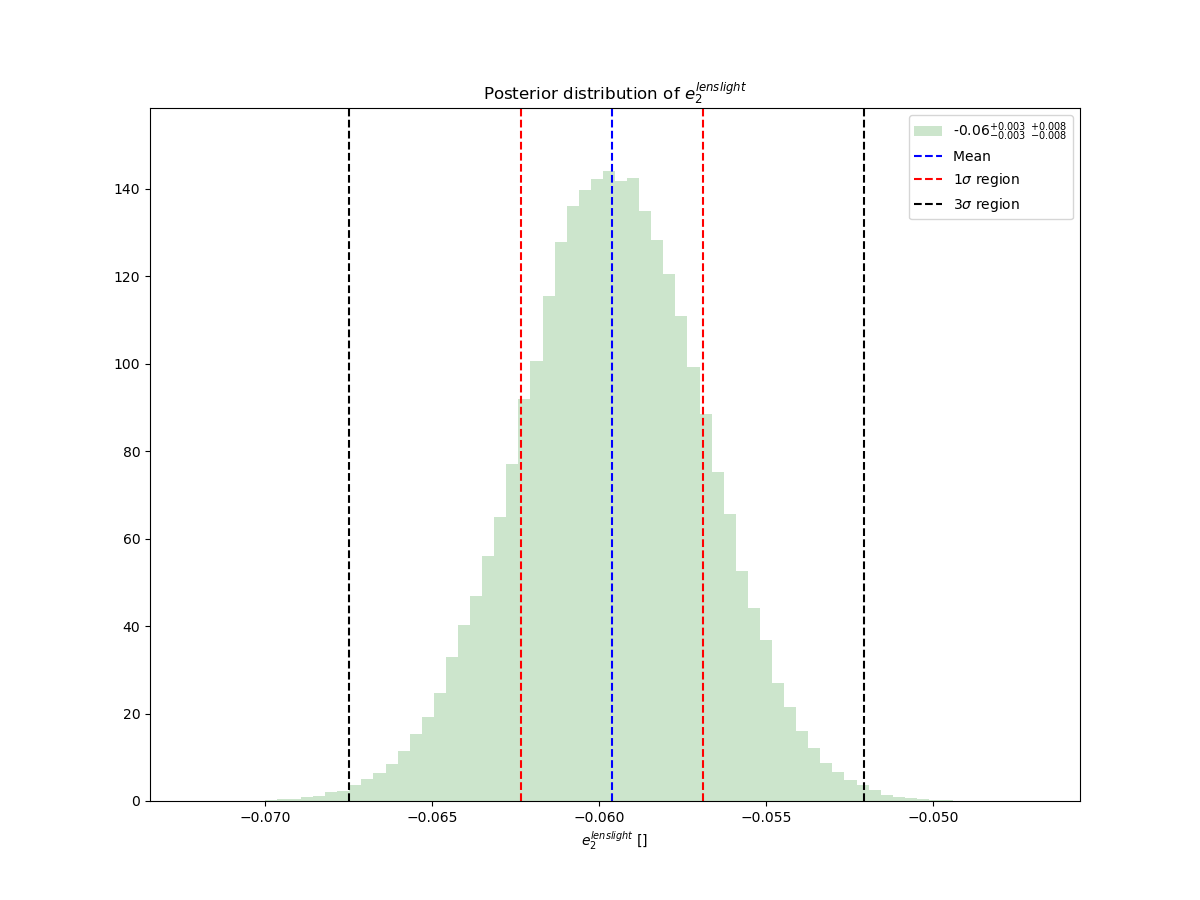 Posterior distribution of $e_2^{lenslight}$
-0.06$^{+0.003}_{-0.003}$ $^{+0.008}_{-0.008}$
Mean
1σ region
3σ region
140
120
100
80
60
40
20
0
−0.070 −0.065 −0.060 −0.055 −0.050
$e_2^{lenslight}$ []